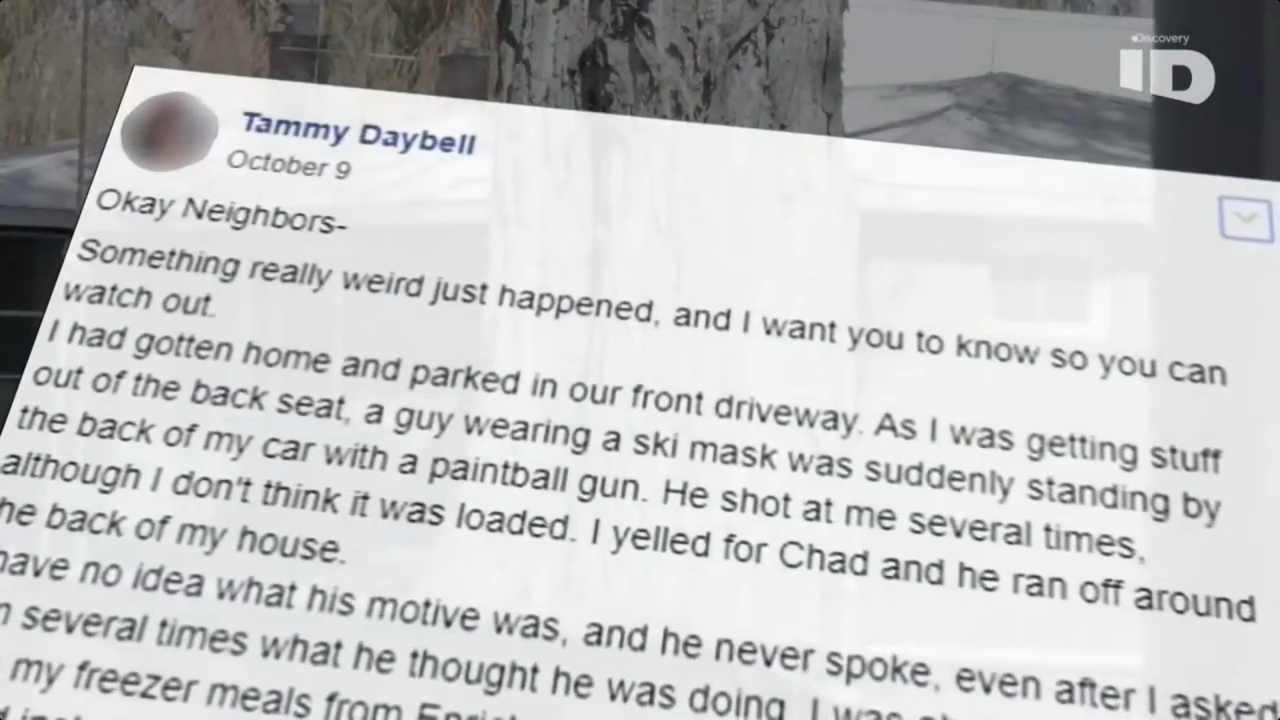 Discovery
ID
Tammy Daybell
October 9
Okay Neighbors-
Something really weird just happened, and I want you to know so you can
watch out.
I had gotten home and parked in our front driveway. As I was getting stuff
out of the back seat, a guy wearing a ski mask was suddenly standing by
the back of my car with a paintball gun. He shot at me several times,
although I don't think it was loaded. I yelled for Chad and he ran off around
he back of my house.
have no idea what his motive was, and he never spoke, even after I asked
several times what he thought he was doing. I was
my freezer meals from